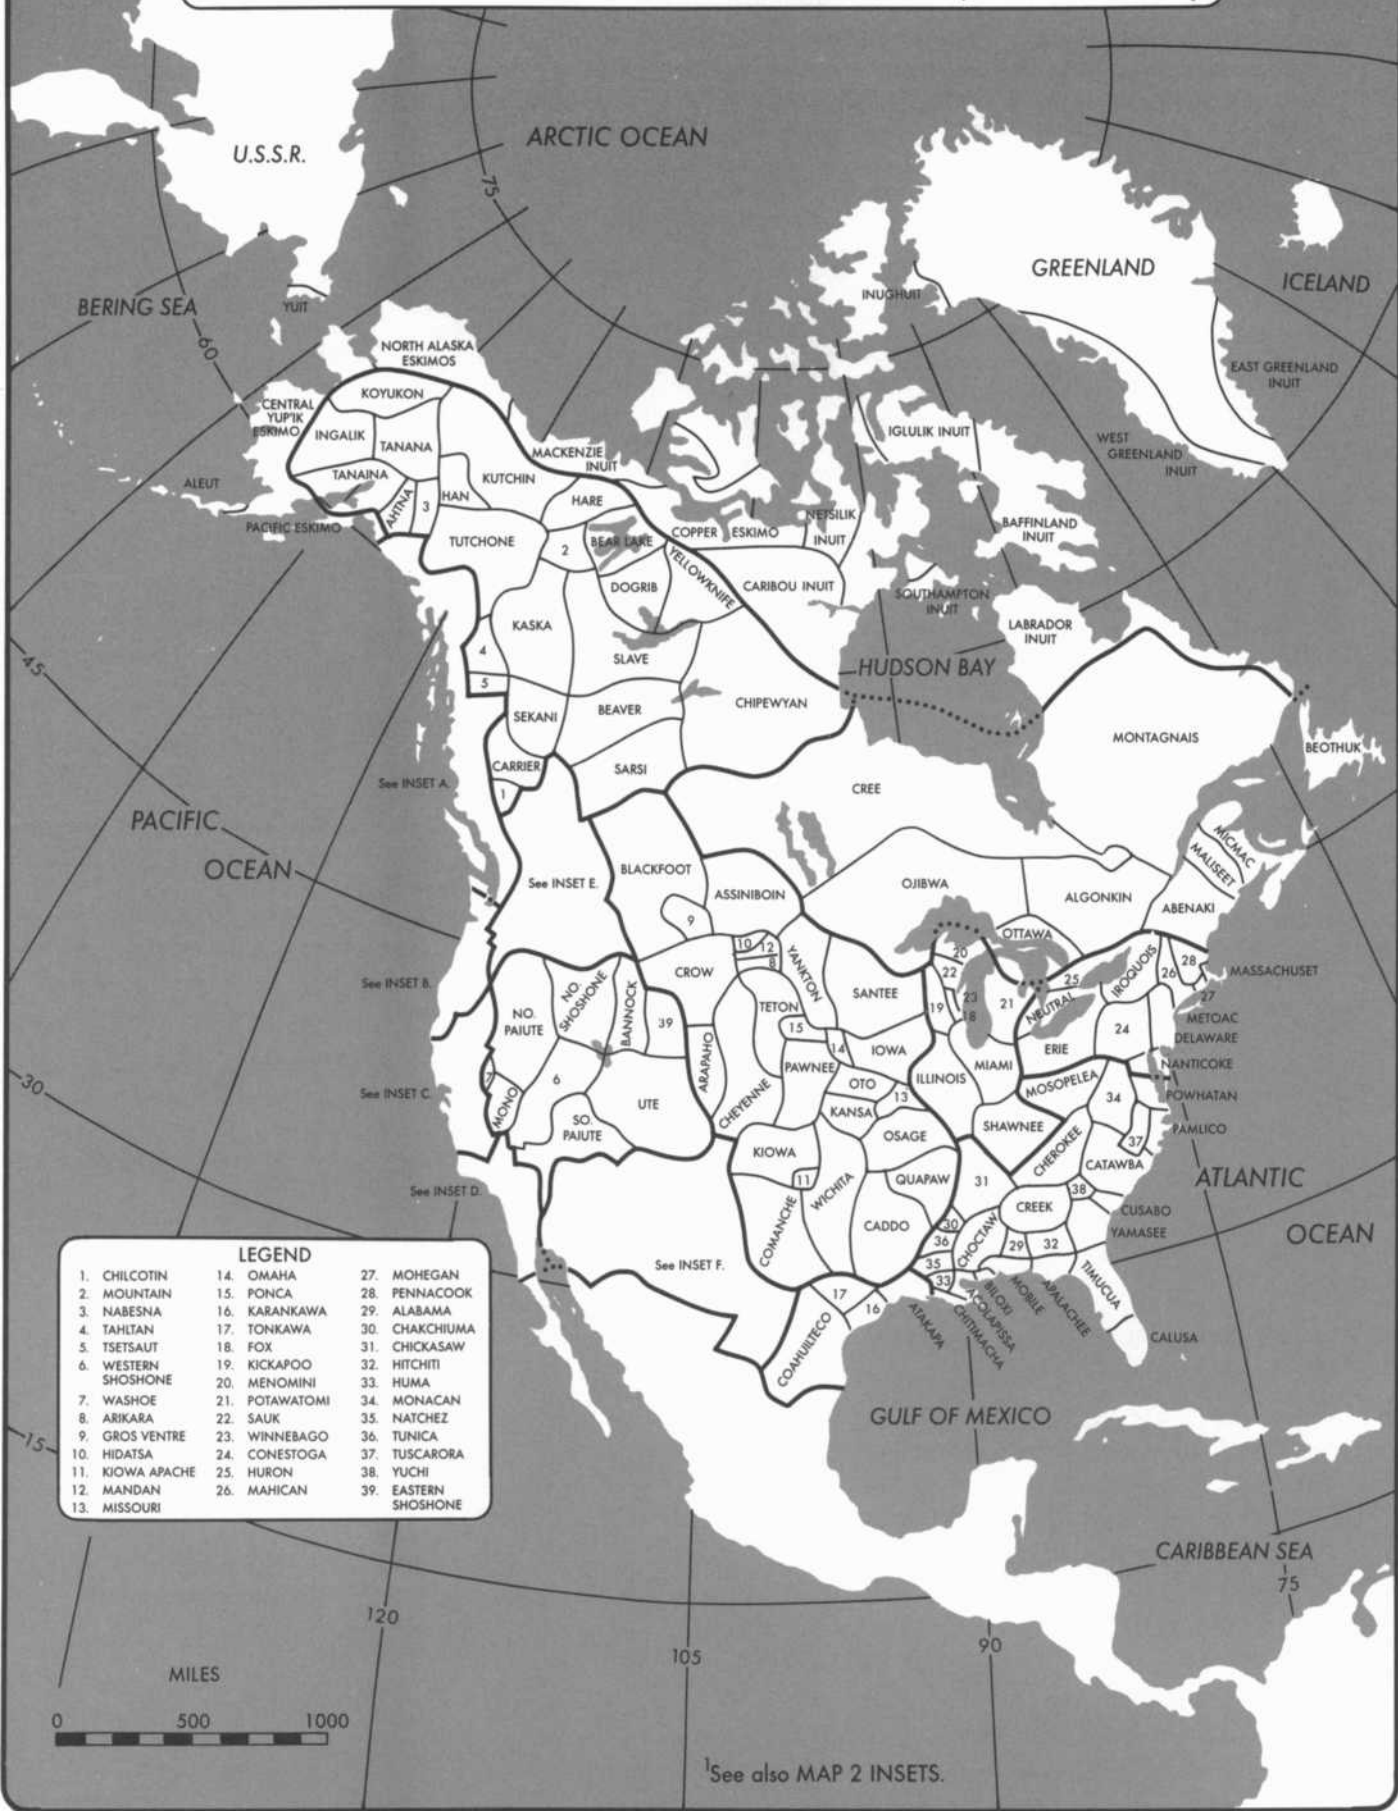 ARCTIC OCEAN
75
U.S.S.R.
GREENLAND
ICELAND
BERING SEA
60
YUIT
INUGHUIT
NORTH ALASKA
ESKIMOS
EAST GREENLAND
INUIT
KOYUKON
CENTRAL
YUP'IK
ESKIMO
INGALIK
TANANA
IGLULIK INUIT
WEST
GREENLAND
INUIT
MACKENZIE
INUIT
TANAINA
KUTCHIN
ALEUT
HAN
HARE
AHTNA
3
PACIFIC ESKIMO
NETSILIK
INUIT
COPPER ESKIMO
BAFFINLAND
INUIT
TUTCHONE
2
BEAR LAKE
YELLOWKNIFE
DOGRIB
CARIBOU INUIT
SOUTHAMPTON
INUIT
KASKA
LABRADOR
INUIT
4
SLAVE
45
HUDSON BAY
5
SEKANI
BEAVER
CHIPEWYAN
MONTAGNAIS
BEOTHUK
CARRIER
SARSI
See INSET A.
1
CREE
PACIFIC
OCEAN
MICMAC
MALISEET
BLACKFOOT
See INSET E.
ASSINIBOIN
OJIBWA
ALGONKIN
ABENAKI
9
OTTAWA
10
12
8
YANKTON
20
IROQUOIS
28
26
CROW
22
25
MASSACHUSET
See INSET B.
NO.
SHOSHONE
BANNOCK
TETON
SANTEE
23
18
19
21
NEUTRAL
27
NO.
PAIUTE
39
15
24
METOAC
DELAWARE
ARAPAHO
14
IOWA
ERIE
NANTICOKE
30
7
6
PAWNEE
MIAMI
ILLINOIS
MOSOPELEA
See INSET C.
MONO
UTE
CHEYENNE
OTO
13
34
POWHATAN
SO.
PAIUTE
KANSA
SHAWNEE
PAMLICO
OSAGE
CHEROKEE
37
KIOWA
CATAWBA
ATLANTIC
OCEAN
11
WICHITA
QUAPAW
31
38
See INSET D.
CREEK
CUSABO
COMANCHE
CADDO
30
CHOCTAW
YAMASEE
36
29
32
See INSET F.
35
33
TIMUCUA
17
16
ATAKAPA
CHITIMACHA
ACOLAPISSA
BILOXI
MOBILE
APALACHEE
CALUSA
COAHUILTECO
LEGEND
1. CHILCOTIN
2. MOUNTAIN
3. NABESNA
4. TAHLTAN
5. TSETSAUT
6. WESTERN
SHOSHONE
7. WASHOE
8. ARIKARA
9. GROS VENTRE
10. HIDATSA
11. KIOWA APACHE
12. MANDAN
13. MISSOURI
14. OMAHA
15. PONCA
16. KARANKAWA
17. TONKAWA
18. FOX
19. KICKAPOO
20. MENOMINI
21. POTAWATOMI
22. SAUK
23. WINNEBAGO
24. CONESTOGA
25. HURON
26. MAHICAN
27. MOHEGAN
28. PENNACOOK
29. ALABAMA
30. CHAKCHIUMA
31. CHICKASAW
32. HITCHITI
33. HUMA
34. MONACAN
35. NATCHEZ
36. TUNICA
37. TUSCARORA
38. YUCHI
39. EASTERN
SHOSHONE
15
GULF OF MEXICO
CARIBBEAN SEA
75
120
105
90
MILES
0 500 1000
1See also MAP 2 INSETS.